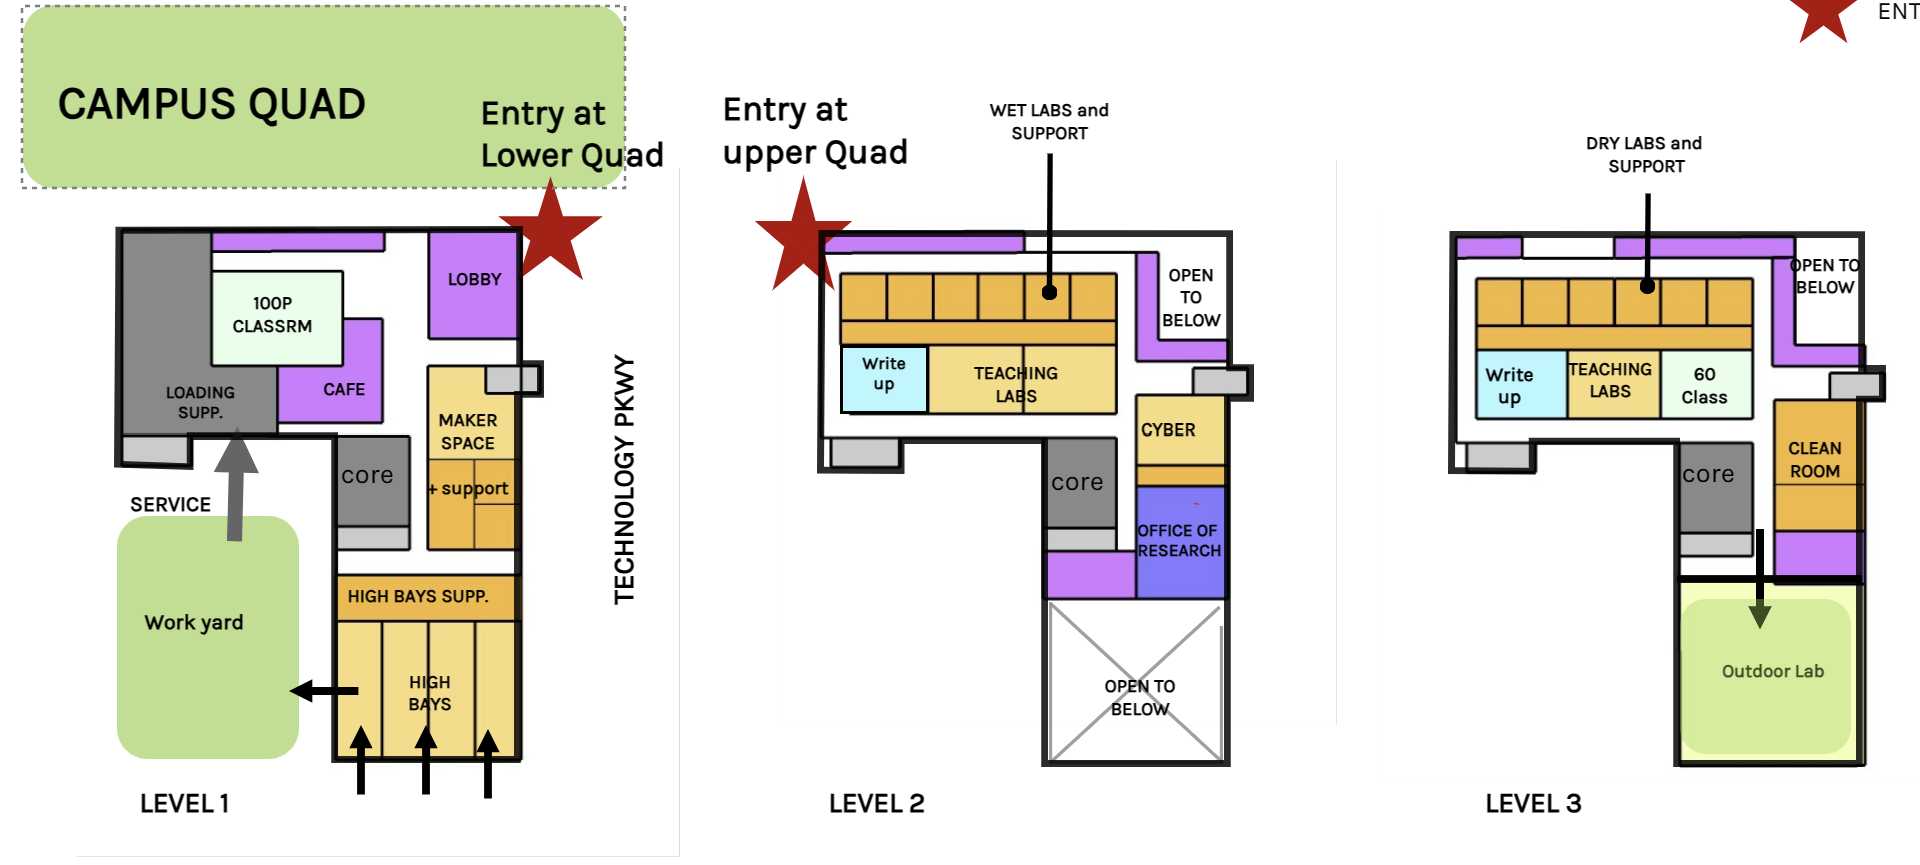 CAMPUS QUAD
Entry at
Lower Quad
LOBBY
100P
CLASSRM
CAFE
LOADING
SUPP.
MAKER
SPACE
core
+ support
SERVICE
HIGH BAYS SUPP.
Work yard
HIGH
BAYS
TECHNOLOGY PKWY
LEVEL 1
Entry at
upper Quad
WET LABS and
SUPPORT
OPEN
TO
BELOW
Write
up
TEACHING
LABS
CYBER
core
OFFICE OF
RESEARCH
OPEN TO
BELOW
LEVEL 2
ENT
DRY LABS and
SUPPORT
OPEN TO
BELOW
Write
up
TEACHING
LABS
60
Class
CLEAN
ROOM
core
Outdoor Lab
LEVEL 3